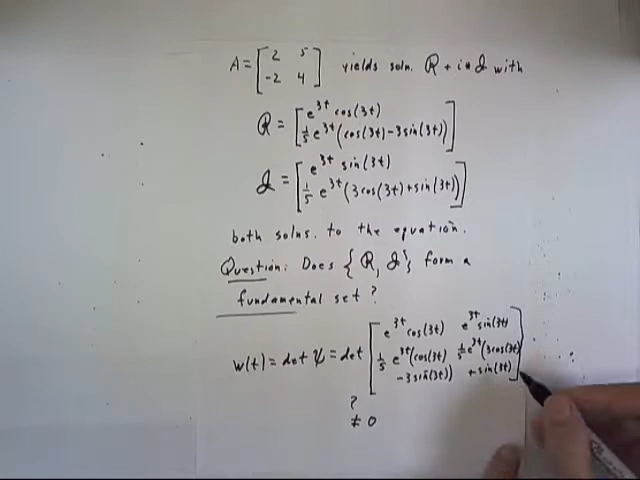 A = [ 2 5 ; -2 4 ] yields soln. R + i*I with
R = [ e^{3t} cos(3t) ; 1/5 e^{3t} (cos(3t) - 3sin(3t)) ]
I = [ e^{3t} sin(3t) ; 1/5 e^{3t} (3cos(3t) + sin(3t)) ]
both solns. to the equation.
Question: Does {R, I} form a
fundamental set ?
W(t) = det Ψ = det [ e^{3t} cos(3t) e^{3t} sin(3t) ; 1/5 e^{3t} (cos(3t) - 3sin(3t)) 1/5 e^{3t} (3cos(3t) + sin(3t)) ]
?
≠ 0